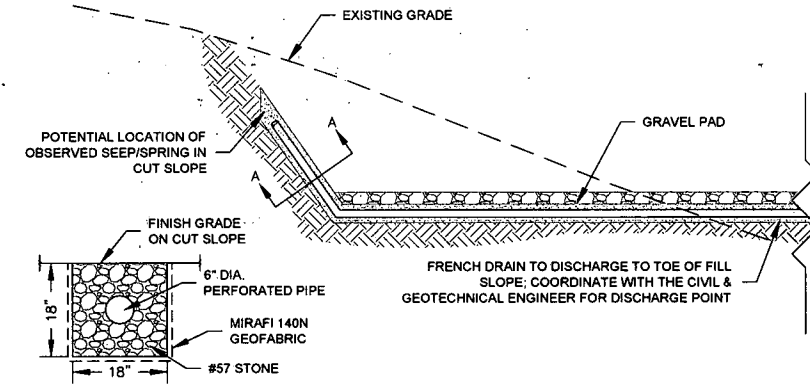 EXISTING GRADE
A
GRAVEL PAD
POTENTIAL LOCATION OF
OBSERVED SEEP/SPRING IN
CUT SLOPE
A
FINISH GRADE
ON CUT SLOPE
6" DIA.
PERFORATED PIPE
FRENCH DRAIN TO DISCHARGE TO TOE OF FILL
SLOPE; COORDINATE WITH THE CIVIL &
GEOTECHNICAL ENGINEER FOR DISCHARGE POINT
18"
MIRAFI 140N
GEOFABRIC
#57 STONE
18"